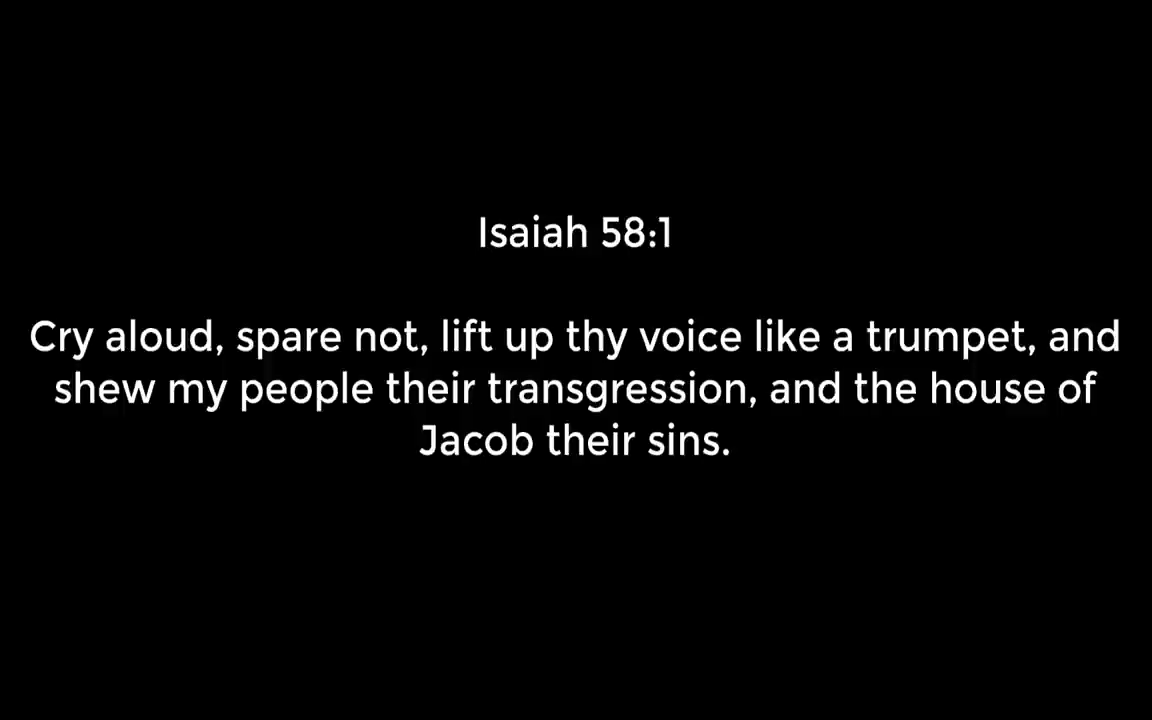 Isaiah 58:1
Cry aloud, spare not, lift up thy voice like a trumpet, and
shew my people their transgression, and the house of
Jacob their sins.